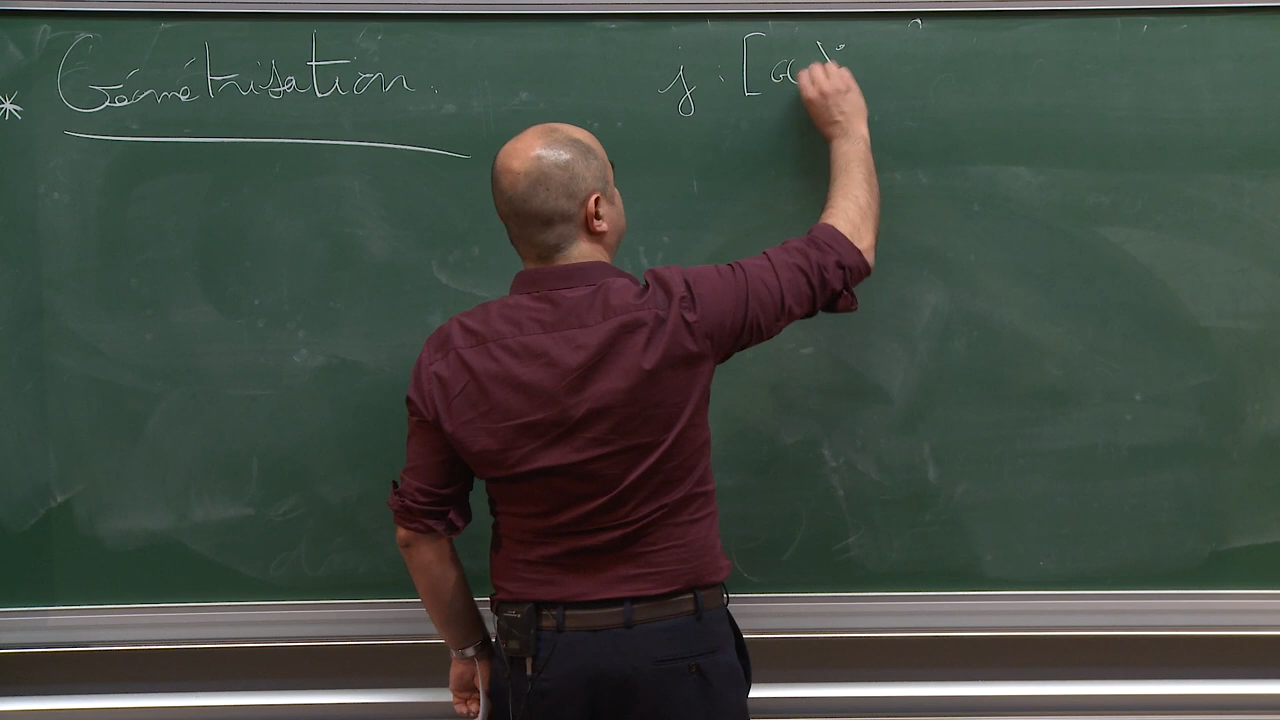 * Géométrisation.
j : [